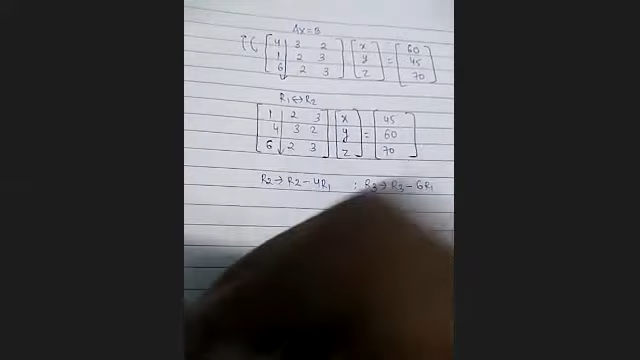 AX = B
[4 3 2] [x] = [60]
[1 2 3] [y] = [45]
[6 2 3] [z] = [70]
R1 ↔ R2
[1 2 3] [x] = [45]
[4 3 2] [y] = [60]
[6 2 3] [z] = [70]
R2 → R2 - 4R1 : R3 → R3 - 6R1